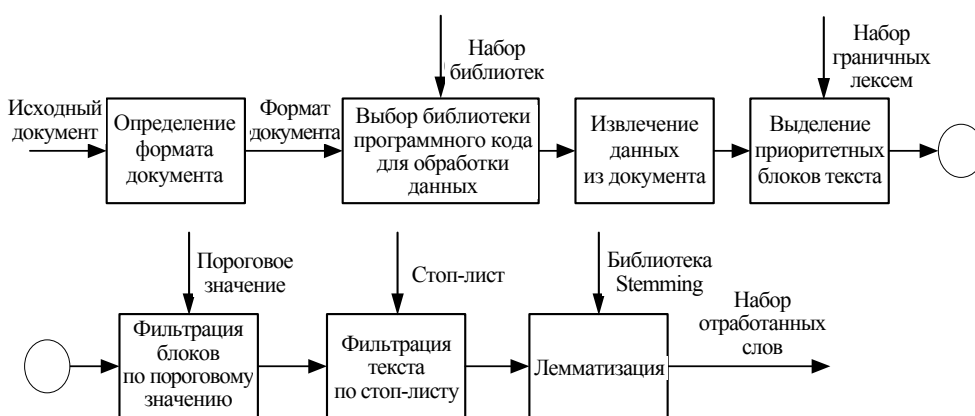 Набор
библиотек
Набор
граничных
лексем
Исходный
документ
Определение
формата
документа
Формат
документа
Выбор библиотеки
программного кода
для обработки
данных
Извлечение
данных
из документа
Выделение
приоритетных
блоков текста
Пороговое
значение
Стоп-лист
Библиотека
Stemming
Фильтрация
блоков
по пороговому
значению
Фильтрация
текста
по стоп-листу
Лемматизация
Набор
отработанных
слов